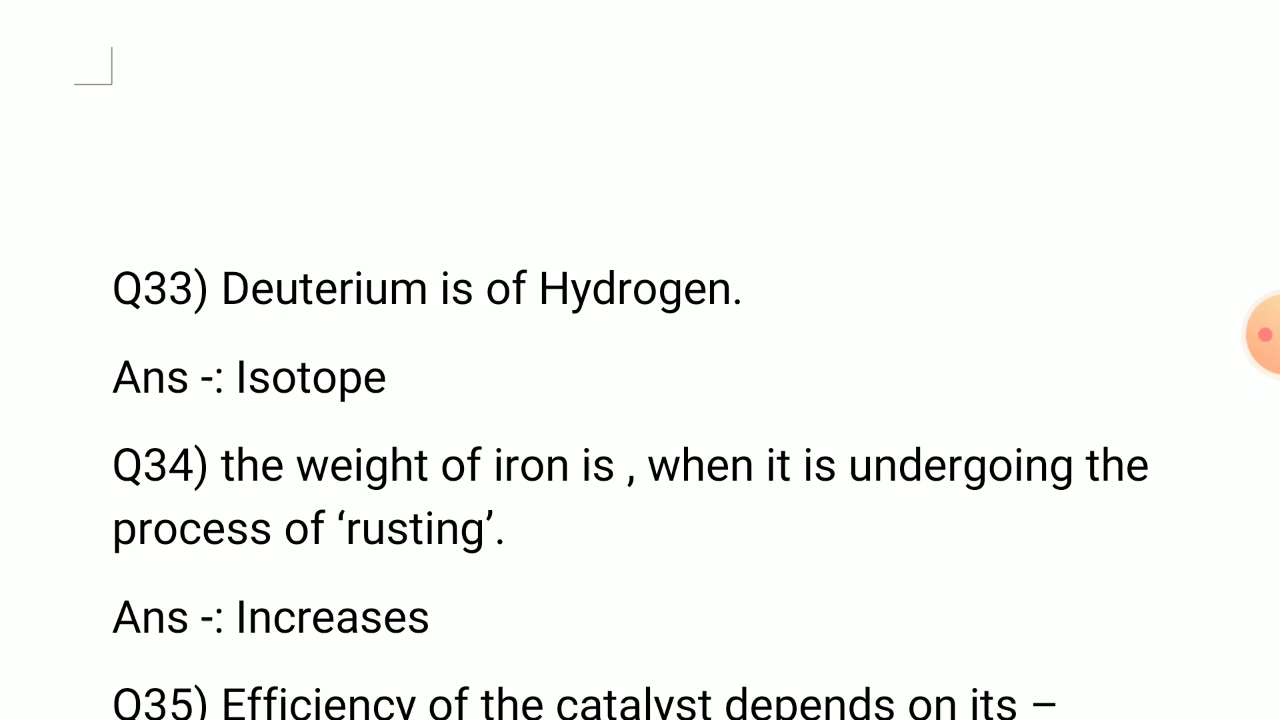 Q33) Deuterium is of Hydrogen.
Ans -: Isotope
Q34) the weight of iron is , when it is undergoing the
process of ‘rusting’.
Ans -: Increases
Q35) Efficiency of the catalyst depends on its –